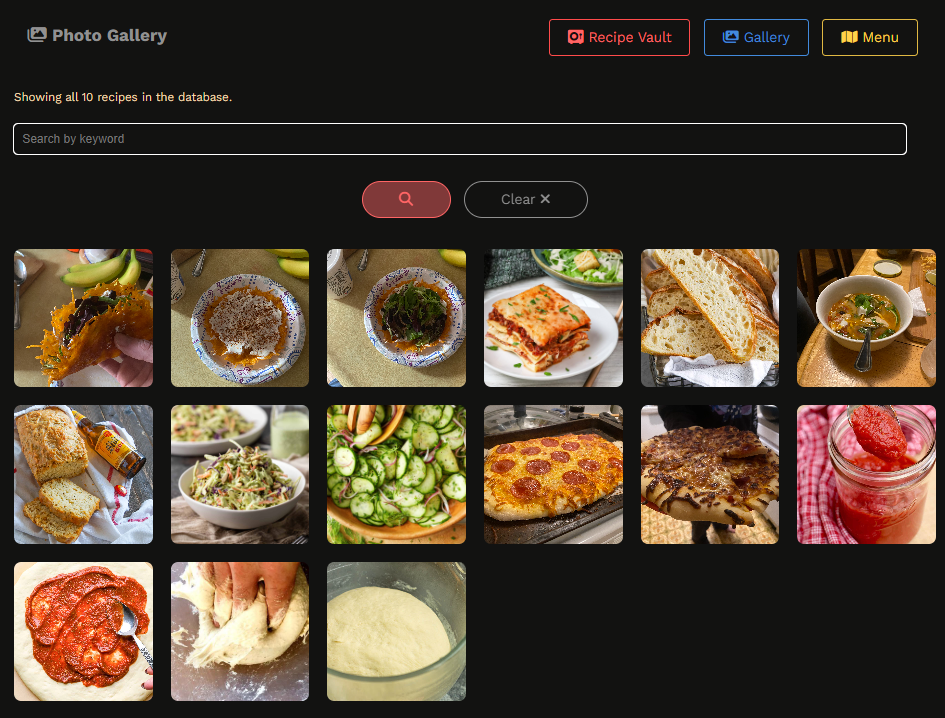 Photo Gallery
Recipe Vault
Gallery
Menu
Showing all 10 recipes in the database.
Search by keyword
Clear